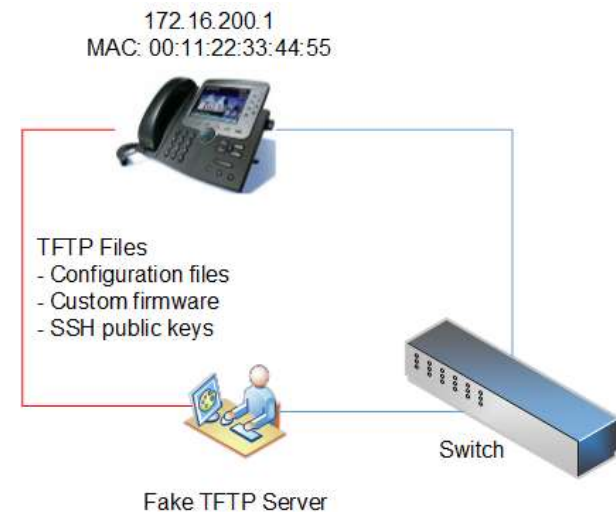 172.16.200.1
MAC: 00:11:22:33:44:55
TFTP Files
- Configuration files
- Custom firmware
- SSH public keys
Switch
Fake TFTP Server